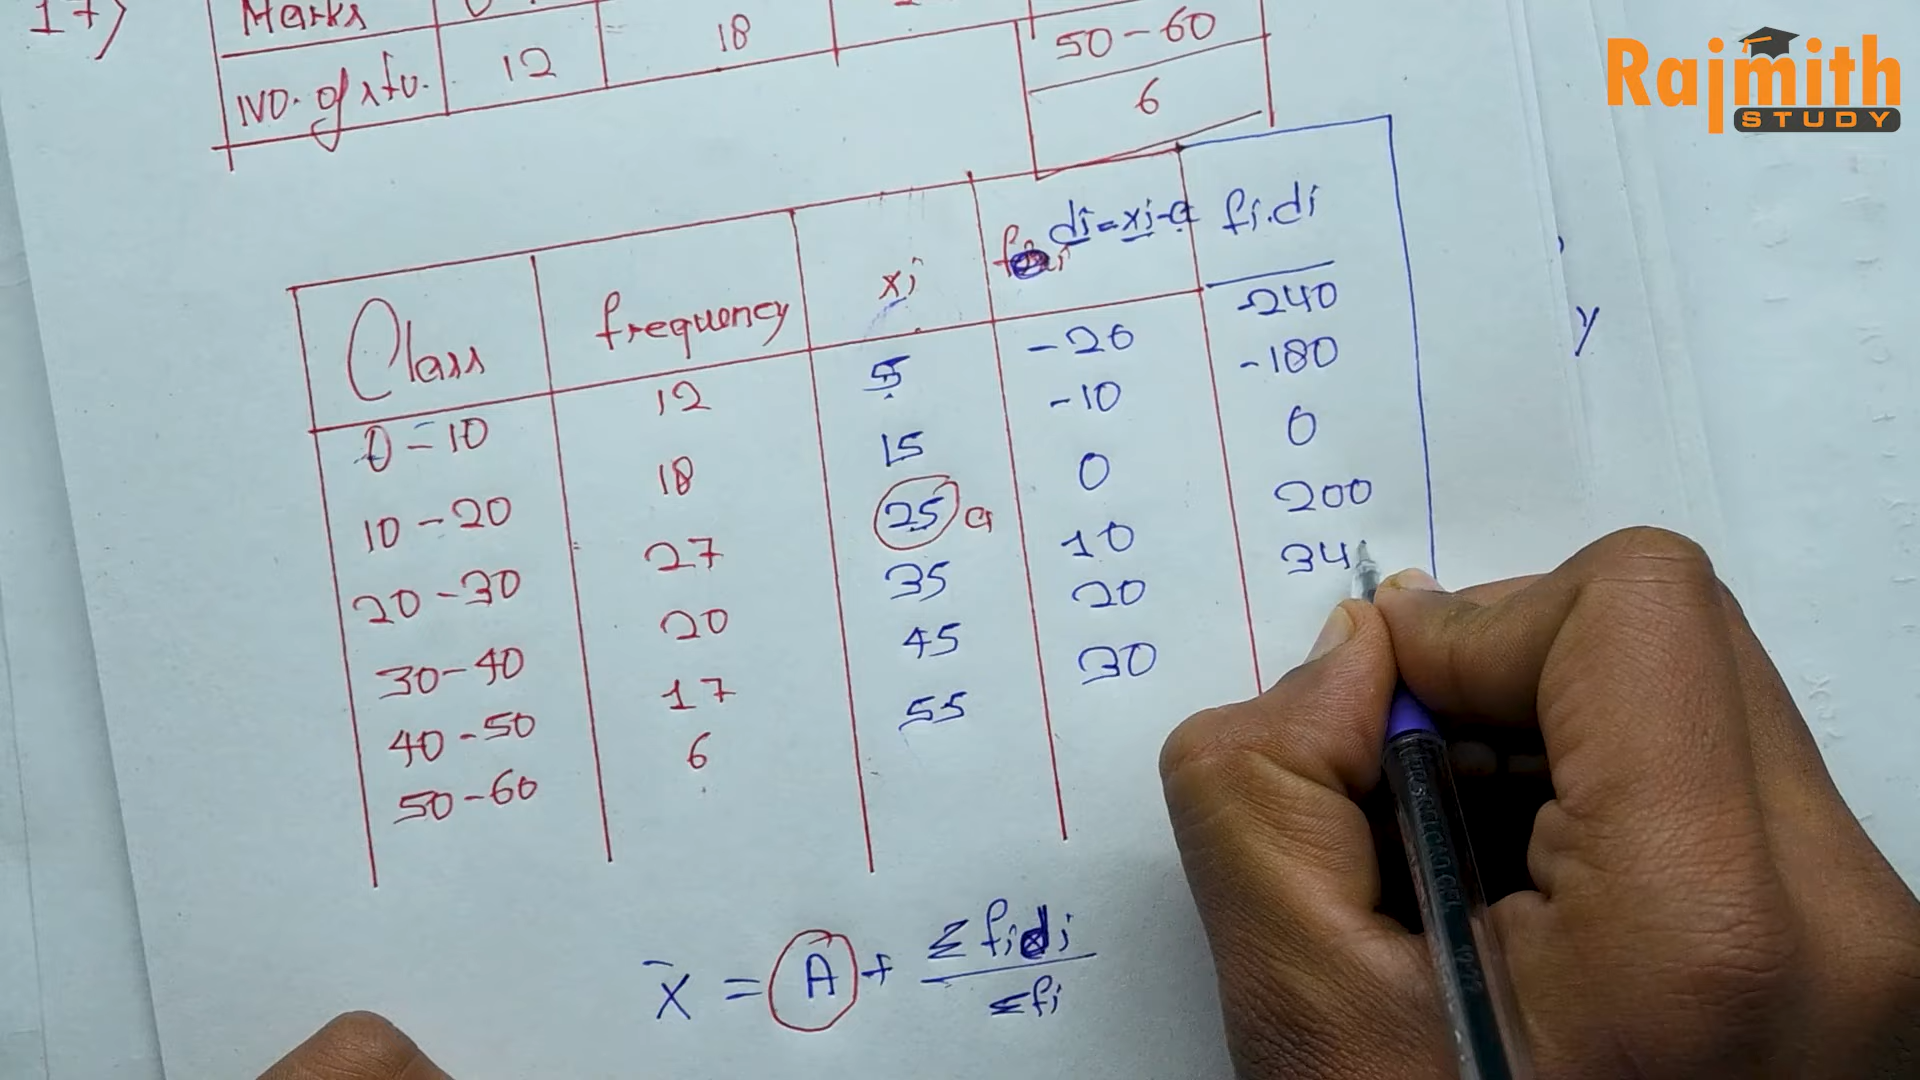 17)
Marks
NO. of stu. 12 18
50-60
6
Rajmith
STUDY
Class frequency xi di=xi-a fi.di
0-10 12 5 -20 -240
10-20 18 15 -10 -180
20-30 27 25 a 0 0
30-40 20 35 10 200
40-50 17 45 20 34
50-60 6 55 30
y
x̄ = A + Σfidi
Σfi